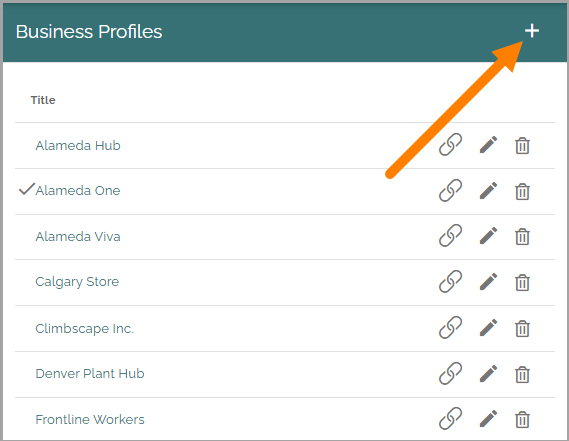 Business Profiles
Title
Alameda Hub
Alameda One
Alameda Viva
Calgary Store
Climbscape Inc.
Denver Plant Hub
Frontline Workers